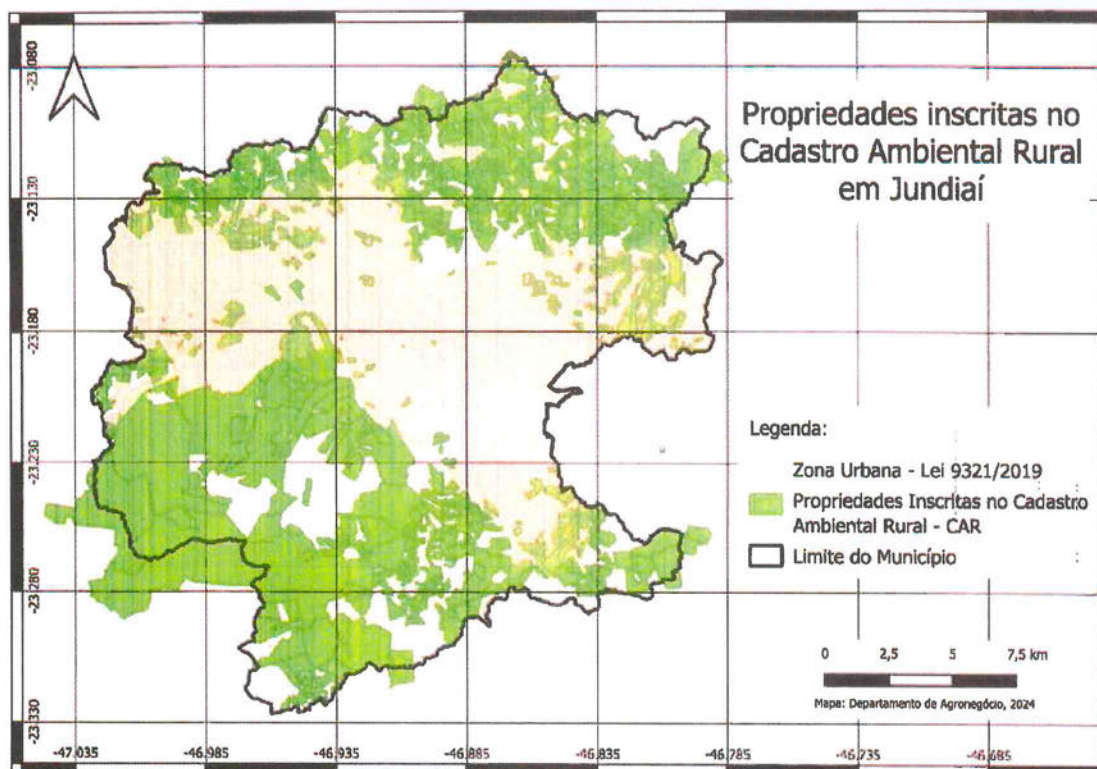 Propriedades inscritas no
Cadastro Ambiental Rural
em Jundiaí
-23.080
-23.130
-23.180
-23.230
-23.280
-23.330
Legenda:
Zona Urbana - Lei 9321/2019
Propriedades Inscritas no Cadastro
Ambiental Rural - CAR
Limite do Município
0 2,5 5 7,5 km
Mapa: Departamento de Agronegócio, 2024
-47.035 -46.985 -46.935 -46.885 -46.835 -46.785 -46.735 -46.685